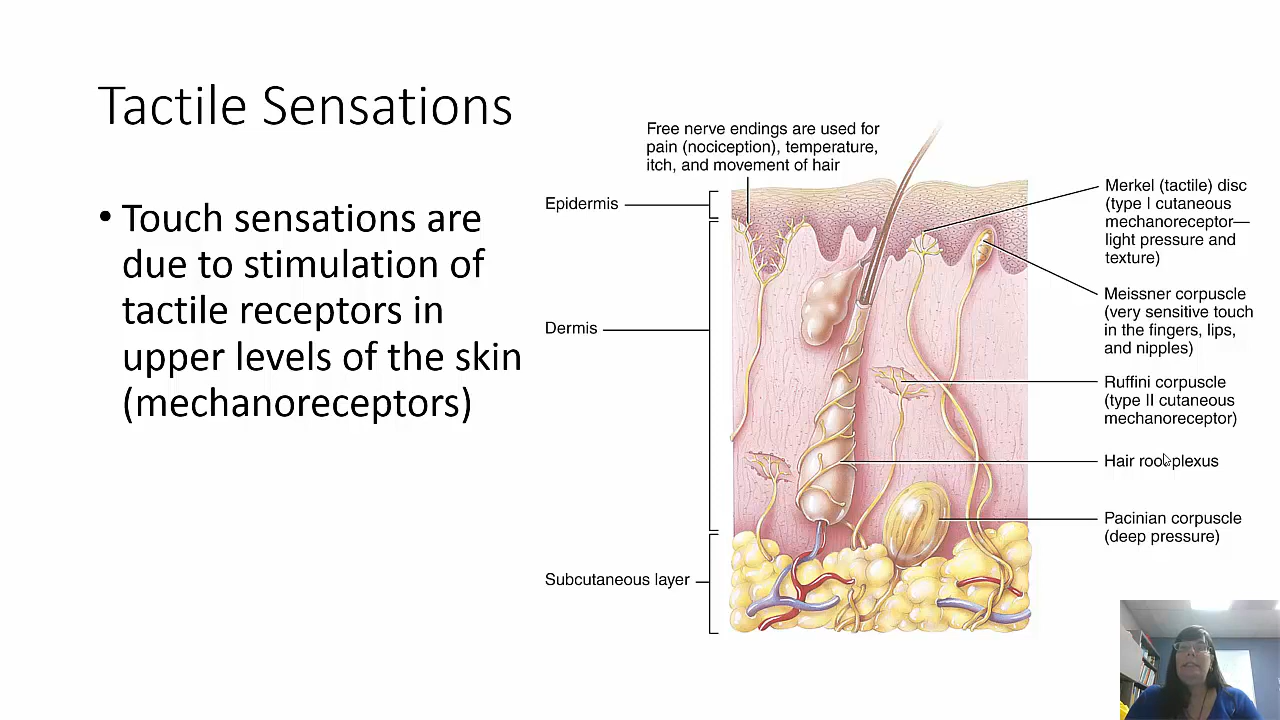 Tactile Sensations
• Touch sensations are
due to stimulation of
tactile receptors in
upper levels of the skin
(mechanoreceptors)
Free nerve endings are used for
pain (nociception), temperature,
itch, and movement of hair
Epidermis
Dermis
Subcutaneous layer
Merkel (tactile) disc
(type I cutaneous
mechanoreceptor—
light pressure and
texture)
Meissner corpuscle
(very sensitive touch
in the fingers, lips,
and nipples)
Ruffini corpuscle
(type II cutaneous
mechanoreceptor)
Hair root plexus
Pacinian corpuscle
(deep pressure)